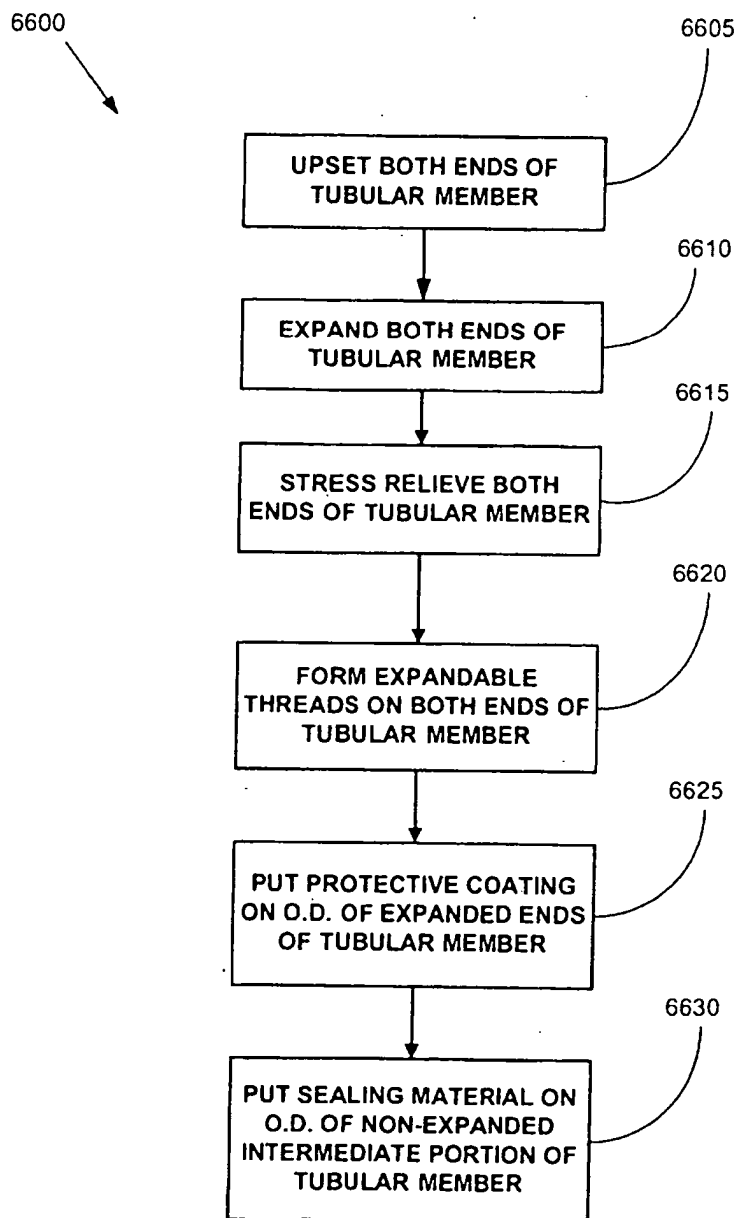 6600
6605
UPSET BOTH ENDS OF
TUBULAR MEMBER
6610
EXPAND BOTH ENDS OF
TUBULAR MEMBER
6615
STRESS RELIEVE BOTH
ENDS OF TUBULAR MEMBER
6620
FORM EXPANDABLE
THREADS ON BOTH ENDS OF
TUBULAR MEMBER
6625
PUT PROTECTIVE COATING
ON O.D. OF EXPANDED ENDS
OF TUBULAR MEMBER
6630
PUT SEALING MATERIAL ON
O.D. OF NON-EXPANDED
INTERMEDIATE PORTION OF
TUBULAR MEMBER